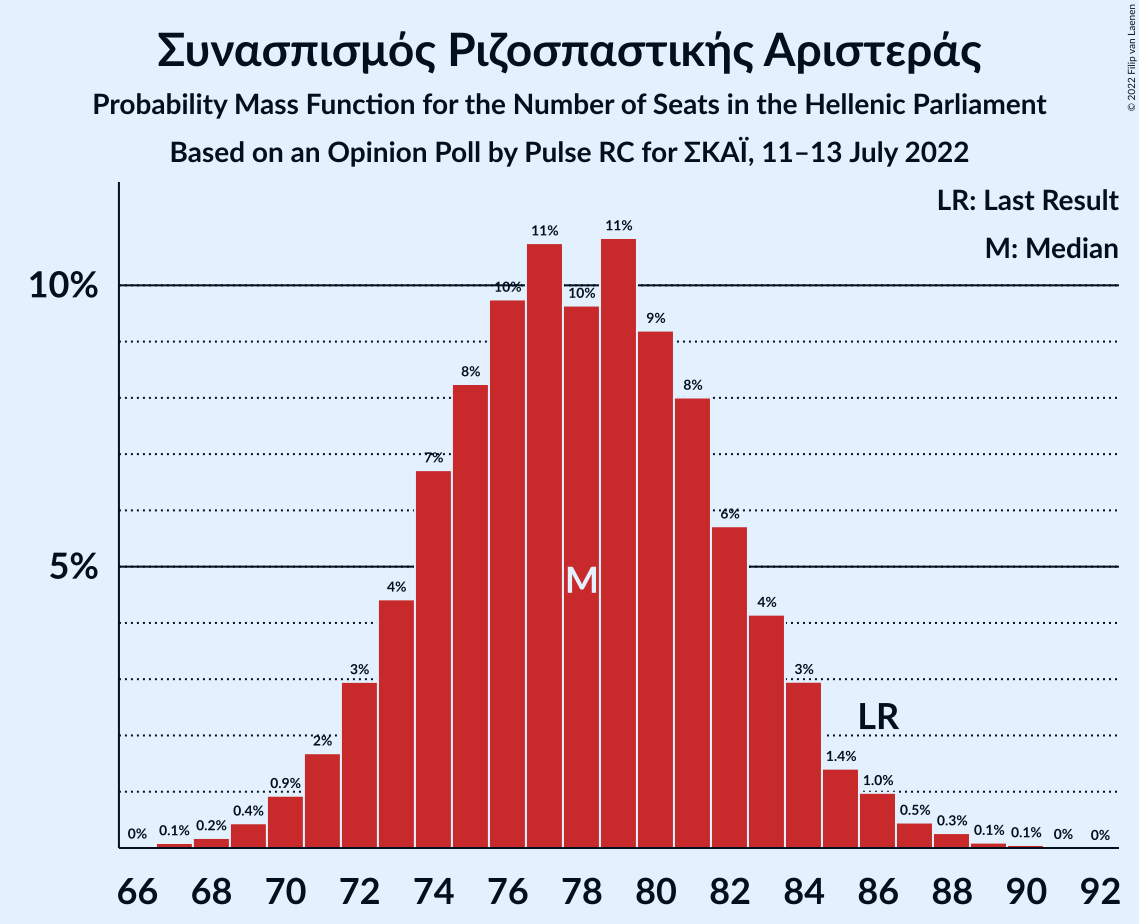 Συνασπισμός Ριζοσπαστικής Αριστεράς
Probability Mass Function for the Number of Seats in the Hellenic Parliament
Based on an Opinion Poll by Pulse RC for ΣΚΑΪ, 11–13 July 2022
© 2022 Filip van Laenen
LR: Last Result
M: Median
10%
5%
0% 0.1% 0.2% 0.4% 0.9% 2% 3% 4% 7% 8% 10% 11% 10% 11% 9% 8% 6% 4% 3% 1.4% 1.0% 0.5% 0.3% 0.1% 0.1% 0% 0%
M
LR
66 68 70 72 74 76 78 80 82 84 86 88 90 92